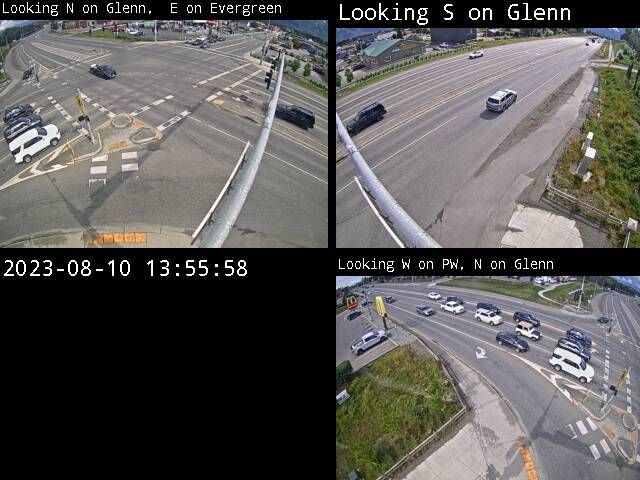 Looking N on Glenn,  E on Evergreen
Looking S on Glenn
2023-08-10 13:55:58
Looking W on PW, N on Glenn